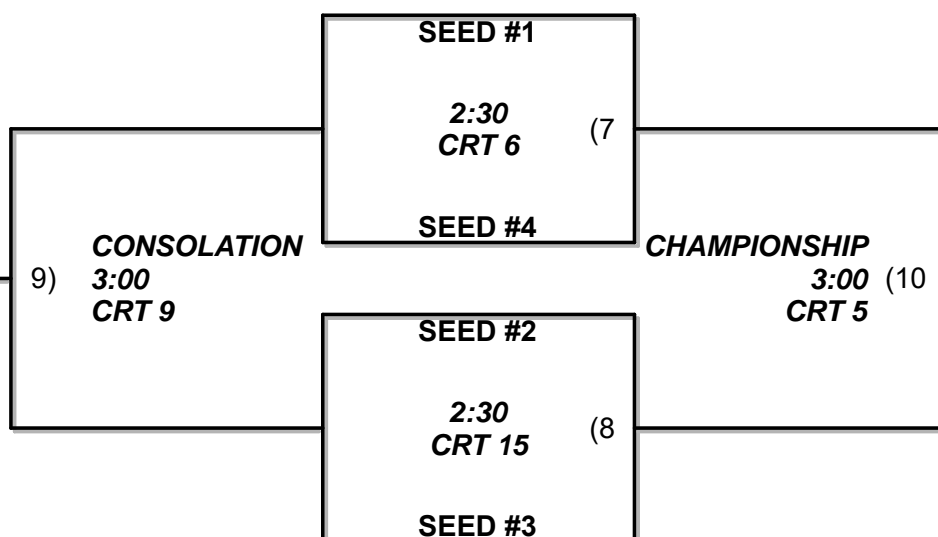 SEED #1
2:30
CRT 6
(7
SEED #4
CONSOLATION
9) 3:00
CRT 9
CHAMPIONSHIP
3:00 (10
CRT 5
SEED #2
2:30
CRT 15
(8
SEED #3